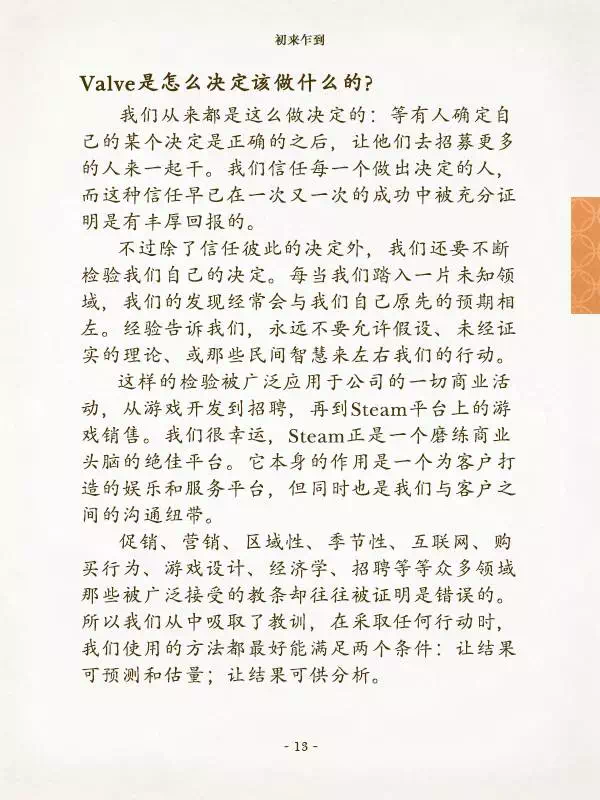 初来乍到
Valve是怎么决定该做什么的?
我们从来都是这么做决定的：等有人确定自
己的某个决定是正确的之后，让他们去招募更多
的人来一起干。我们信任每一个做出决定的人，
而这种信任早已在一次又一次的成功中被充分证
明是有丰厚回报的。
不过除了信任彼此的决定外，我们还要不断
检验我们自己的决定。每当我们踏入一片未知领
域，我们的发现经常会与我们自己原先的预期相
左。经验告诉我们，永远不要允许假设、未经证
实的理论、或那些民间智慧来左右我们的行动。
这样的检验被广泛应用于公司的一切商业活
动，从游戏开发到招聘，再到Steam平台上的游
戏销售。我们很幸运，Steam正是一个磨练商业
头脑的绝佳平台。它本身的作用是一个为客户打
造的娱乐和服务平台，但同时也是我们与客户之
间的沟通纽带。
促销、营销、区域性、季节性、互联网、购
买行为、游戏设计、经济学、招聘等等众多领域
那些被广泛接受的教条却往往被证明是错误的。
所以我们从中吸取了教训，在采取任何行动时，
我们使用的方法都最好能满足两个条件：让结果
可预测和估量；让结果可供分析。
- 13 -